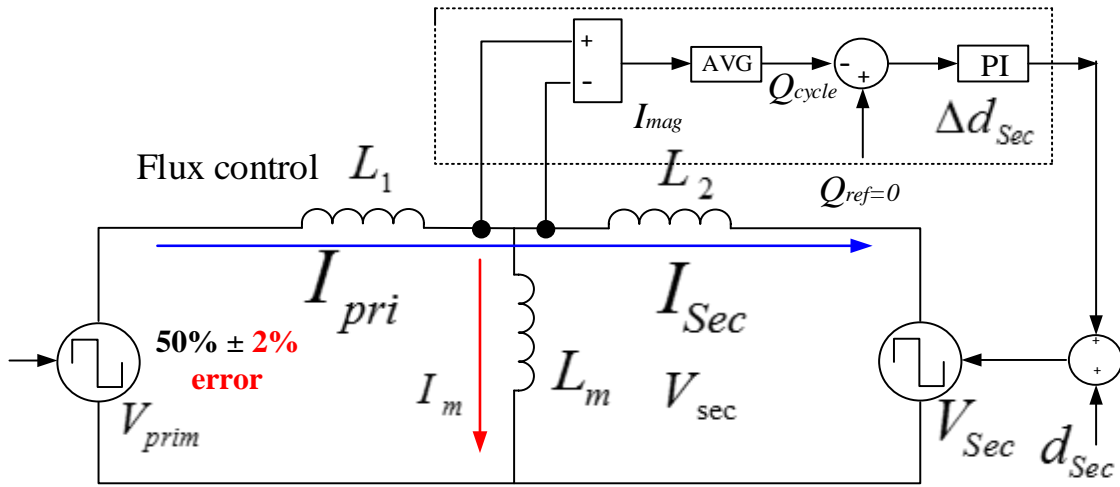 +
−
AVG
-
+
PI
Q_cycle
I_mag
Δd_Sec
Flux control
L_1
L_2
Q_ref=0
I_pri
I_Sec
50% ± 2%
error
I_m
L_m
V_sec
V_prim
V_Sec
+
+
d_Sec